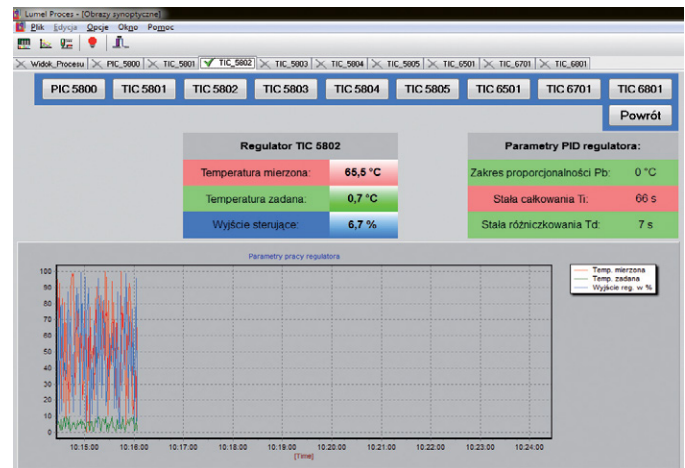 Lumel Proces - [Obrazy synoptyczne]
Plik Edycja Opcje Okno Pomoc
Widok_Procesu PIC_5800 TIC_5801 TIC_5802 TIC_5803 TIC_5804 TIC_5805 TIC_6501 TIC_6701 TIC_6801
PIC 5800 TIC 5801 TIC 5802 TIC 5803 TIC 5804 TIC 5805 TIC 6501 TIC 6701 TIC 6801
Powrót
Regulator TIC 5802
Temperatura mierzona: 65,5 °C
Temperatura zadana: 0,7 °C
Wyjście sterujące: 6,7 %
Parametry PID regulatora:
Zakres proporcjonalności Pb: 0 °C
Stała całkowania Ti: 66 s
Stała różniczkowania Td: 7 s
Parametry pracy regulatora
100
90
80
70
60
50
40
30
20
10
0
10:15:00 10:16:00 10:17:00 10:18:00 10:19:00 10:20:00 10:21:00 10:22:00 10:23:00 10:24:00
[Time]
Temp. mierzona
Temp. zadana
Wyjście reg. w %